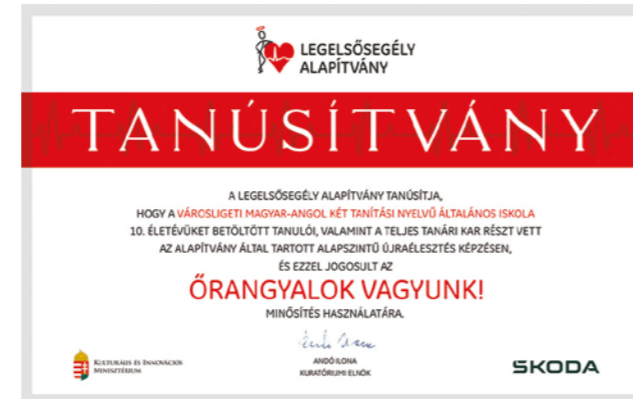 LEGELSŐSEGÉLY
ALAPÍTVÁNY
TANÚSÍTVÁNY
A LEGELSŐSEGÉLY ALAPÍTVÁNY TANÚSÍTJA,
HOGY A VÁROSLIGETI MAGYAR-ANGOL KÉT TANÍTÁSI NYELVŰ ÁLTALÁNOS ISKOLA
10. ÉLETÉVÜKET BETÖLTÖTT TANULÓI, VALAMINT A TELJES TANÁRI KAR RÉSZT VETT
AZ ALAPÍTVÁNY ÁLTAL TARTOTT ALAPSZINTŰ ÚJRAÉLESZTÉS KÉPZÉSEN,
ÉS EZZEL JOGOSULT AZ
ŐRANGYALOK VAGYUNK!
MINŐSÍTÉS HASZNÁLATÁRA.
ANDÓ ILONA
KURATÓRIUMI ELNÖK
KULTURÁLIS ÉS INNOVÁCIÓS
MINISZTÉRIUM
SKODA